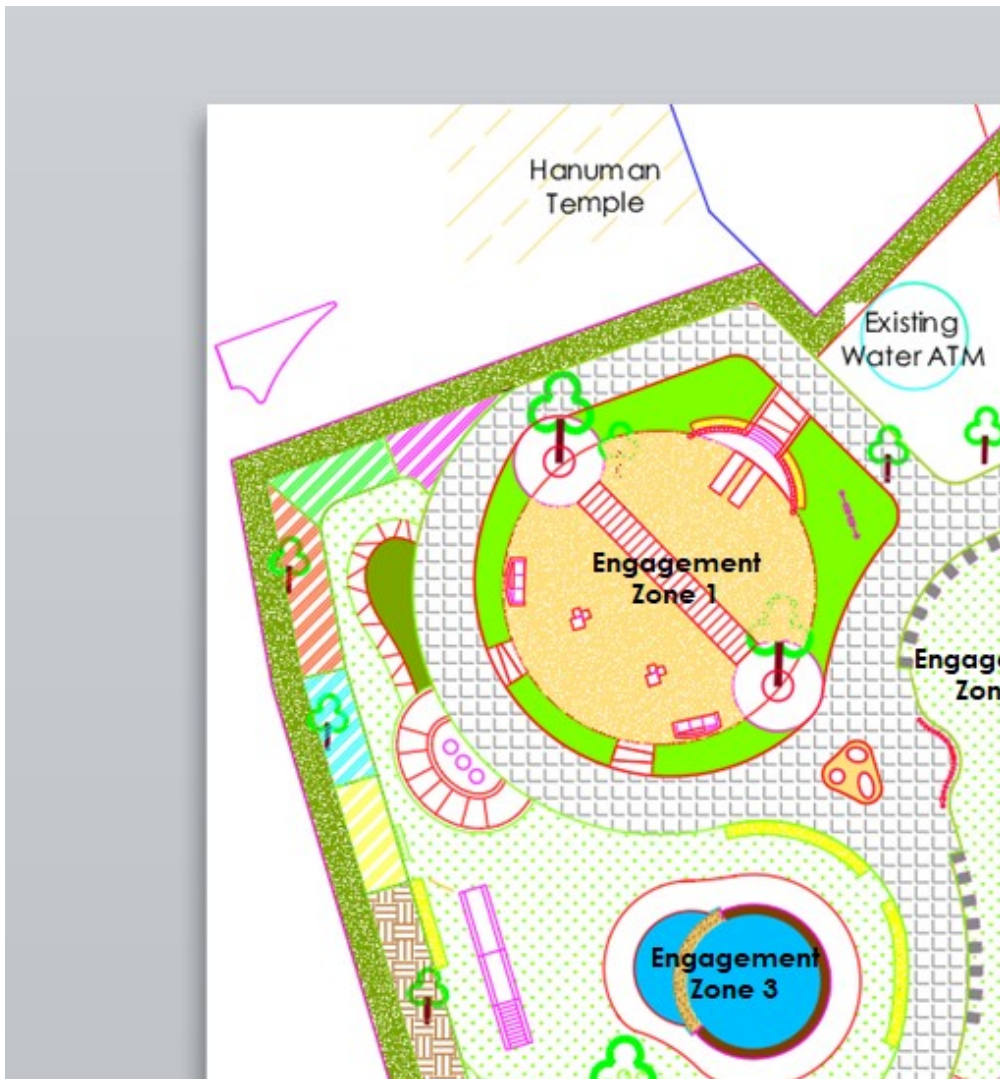 Hanuman
Temple
Existing
Water ATM
Engagement
Zone 1
Engagement
Zone 3